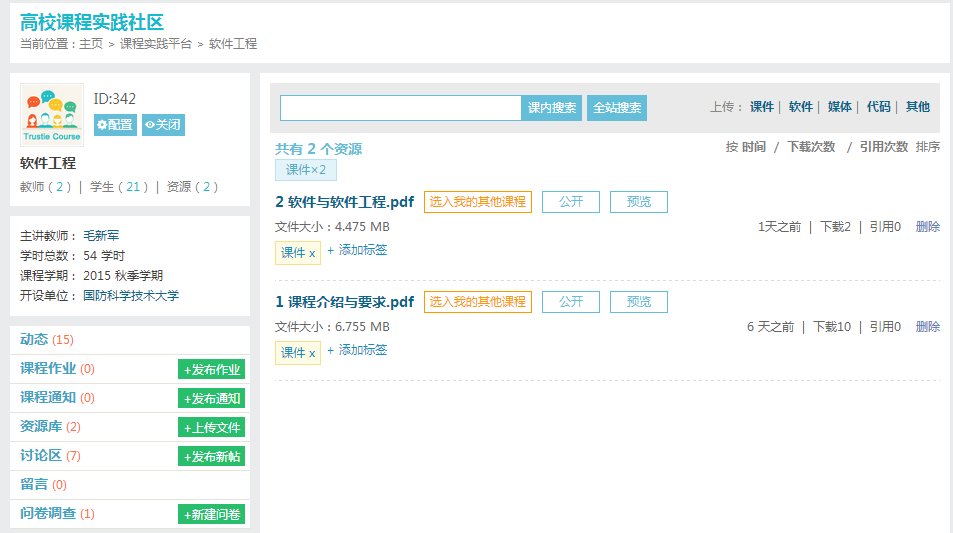 高校课程实践社区
当前位置：主页 > 课程实践平台 > 软件工程
Trustie Course
ID:342
配置 关闭
软件工程
教师（2）| 学生（21）| 资源（2）
主讲教师： 毛新军
学时总数： 54 学时
课程学期： 2015 秋季学期
开设单位： 国防科学技术大学
动态 (15)
课程作业 (0) +发布作业
课程通知 (0) +发布通知
资源库 (2) +上传文件
讨论区 (7) +发布新帖
留言 (0)
问卷调查 (1) +新建问卷
课内搜索 全站搜索 上传： 课件 | 软件 | 媒体 | 代码 | 其他
共有 2 个资源 按 时间 / 下载次数 / 引用次数 排序
课件×2
2 软件与软件工程.pdf 选入我的其他课程 公开 预览
文件大小：4.475 MB 1天之前 | 下载2 | 引用0 删除
课件 x + 添加标签
1 课程介绍与要求.pdf 选入我的其他课程 公开 预览
文件大小：6.755 MB 6 天之前 | 下载10 | 引用0 删除
课件 x + 添加标签